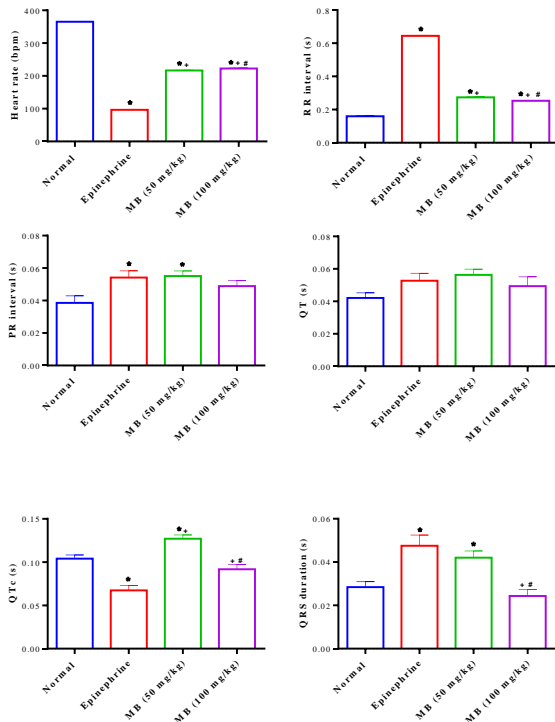 Heart rate (bpm)
400
300
200
100
0
*
* +
* + #
Normal
Epinephrine
MB (50 mg/kg)
MB (100 mg/kg)
RR interval (s)
0.8
0.6
0.4
0.2
0.0
*
* +
* + #
Normal
Epinephrine
MB (50 mg/kg)
MB (100 mg/kg)
PR interval (s)
0.08
0.06
0.04
0.02
0.00
*
*
Normal
Epinephrine
MB (50 mg/kg)
MB (100 mg/kg)
QT (s)
0.08
0.06
0.04
0.02
0.00
Normal
Epinephrine
MB (50 mg/kg)
MB (100 mg/kg)
QTc (s)
0.15
0.10
0.05
0.00
*
* +
+ #
Normal
Epinephrine
MB (50 mg/kg)
MB (100 mg/kg)
QRS duration (s)
0.06
0.04
0.02
0.00
*
*
+ #
Normal
Epinephrine
MB (50 mg/kg)
MB (100 mg/kg)